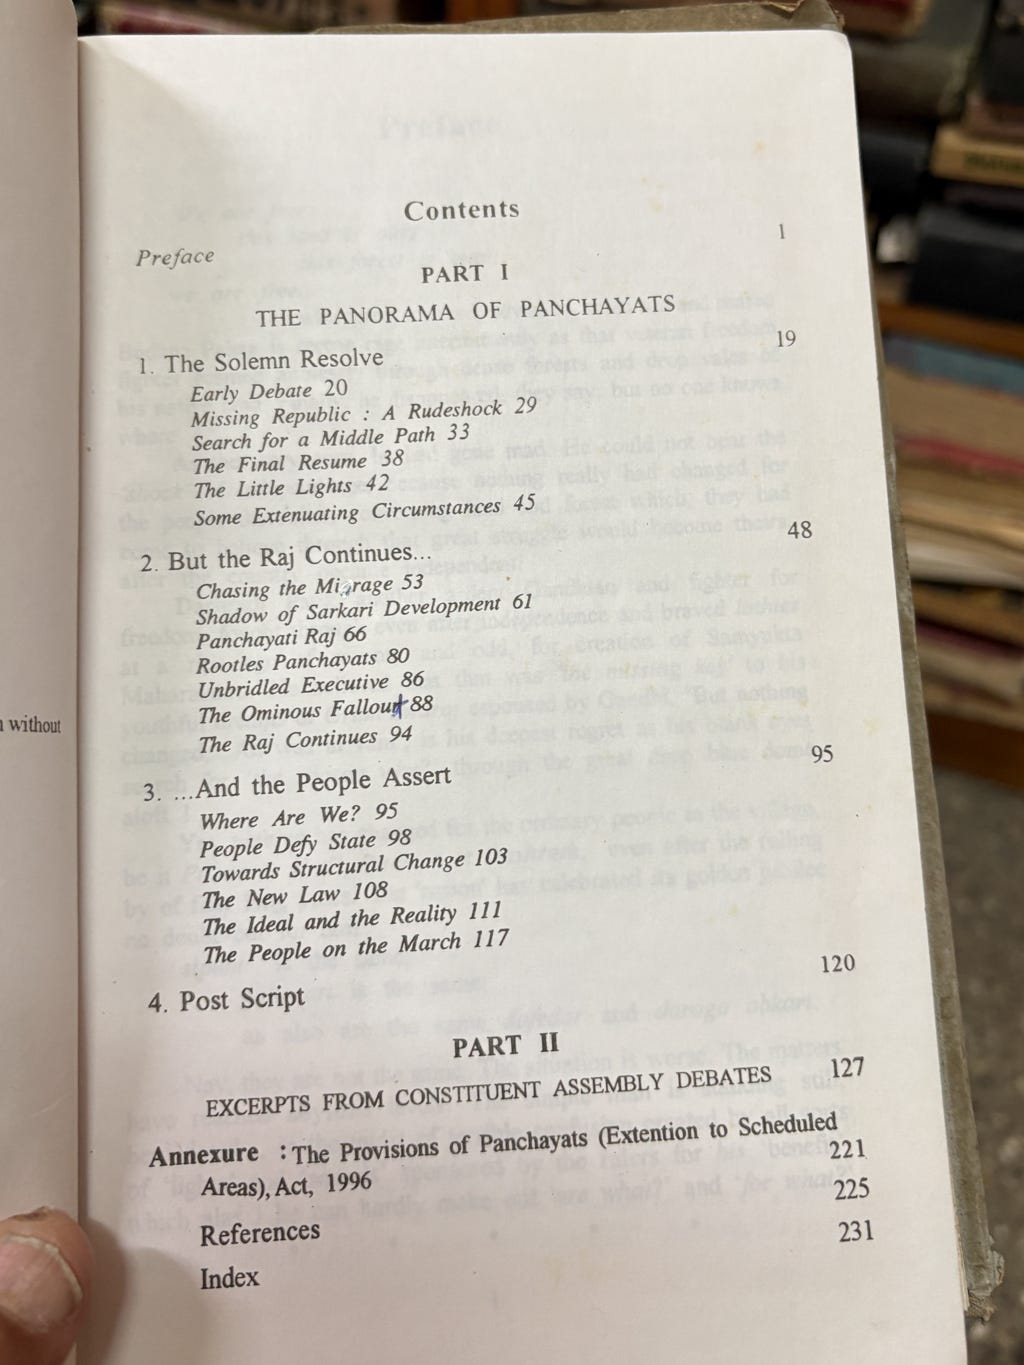 n without
Contents
Preface 1
PART I
THE PANORAMA OF PANCHAYATS
1. The Solemn Resolve 19
Early Debate 20
Missing Republic : A Rudeshock 29
Search for a Middle Path 33
The Final Resume 38
The Little Lights 42
Some Extenuating Circumstances 45
2. But the Raj Continues... 48
Chasing the Mirage 53
Shadow of Sarkari Development 61
Panchayati Raj 66
Rootles Panchayats 80
Unbridled Executive 86
The Ominous Fallout 88
The Raj Continues 94
3. ...And the People Assert 95
Where Are We? 95
People Defy State 98
Towards Structural Change 103
The New Law 108
The Ideal and the Reality 111
The People on the March 117
4. Post Script 120
PART II
EXCERPTS FROM CONSTITUENT ASSEMBLY DEBATES 127
Annexure : The Provisions of Panchayats (Extention to Scheduled
Areas), Act, 1996 221
References 225
Index 231